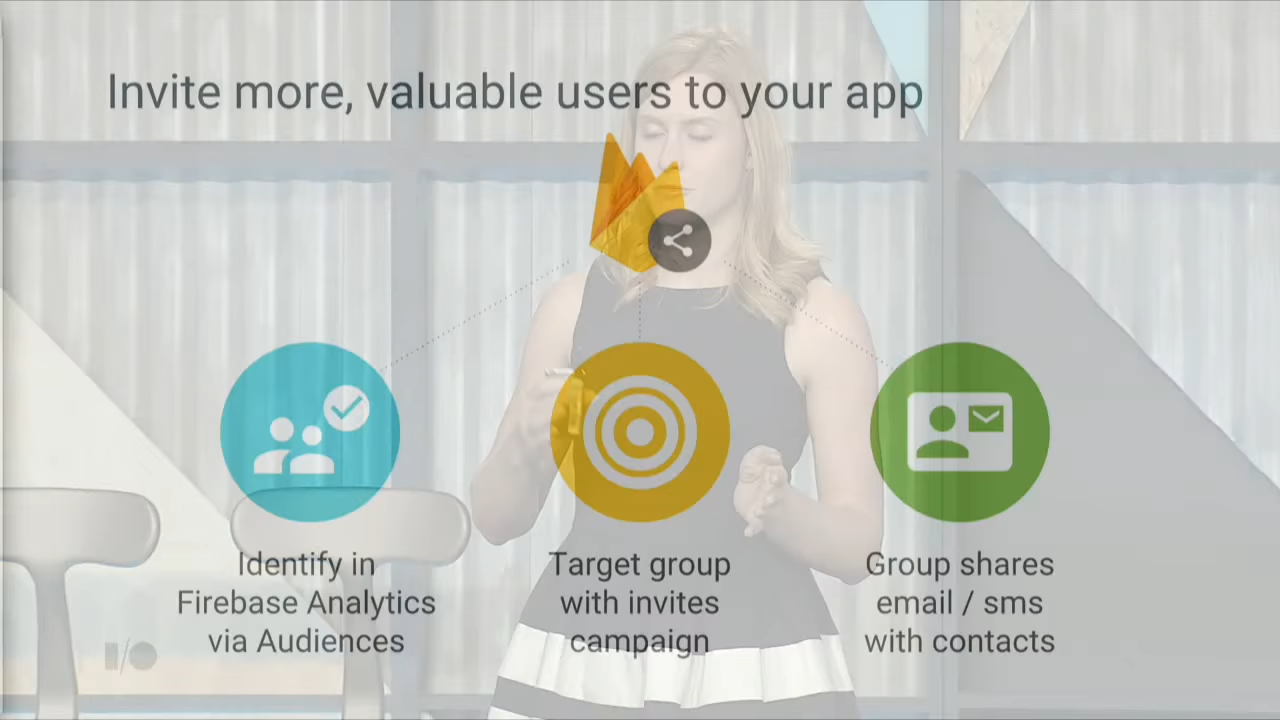 Invite more, valuable users to your app
Identify in
Firebase Analytics
via Audiences
Target group
with invites
campaign
Group shares
email / sms
with contacts
I/O